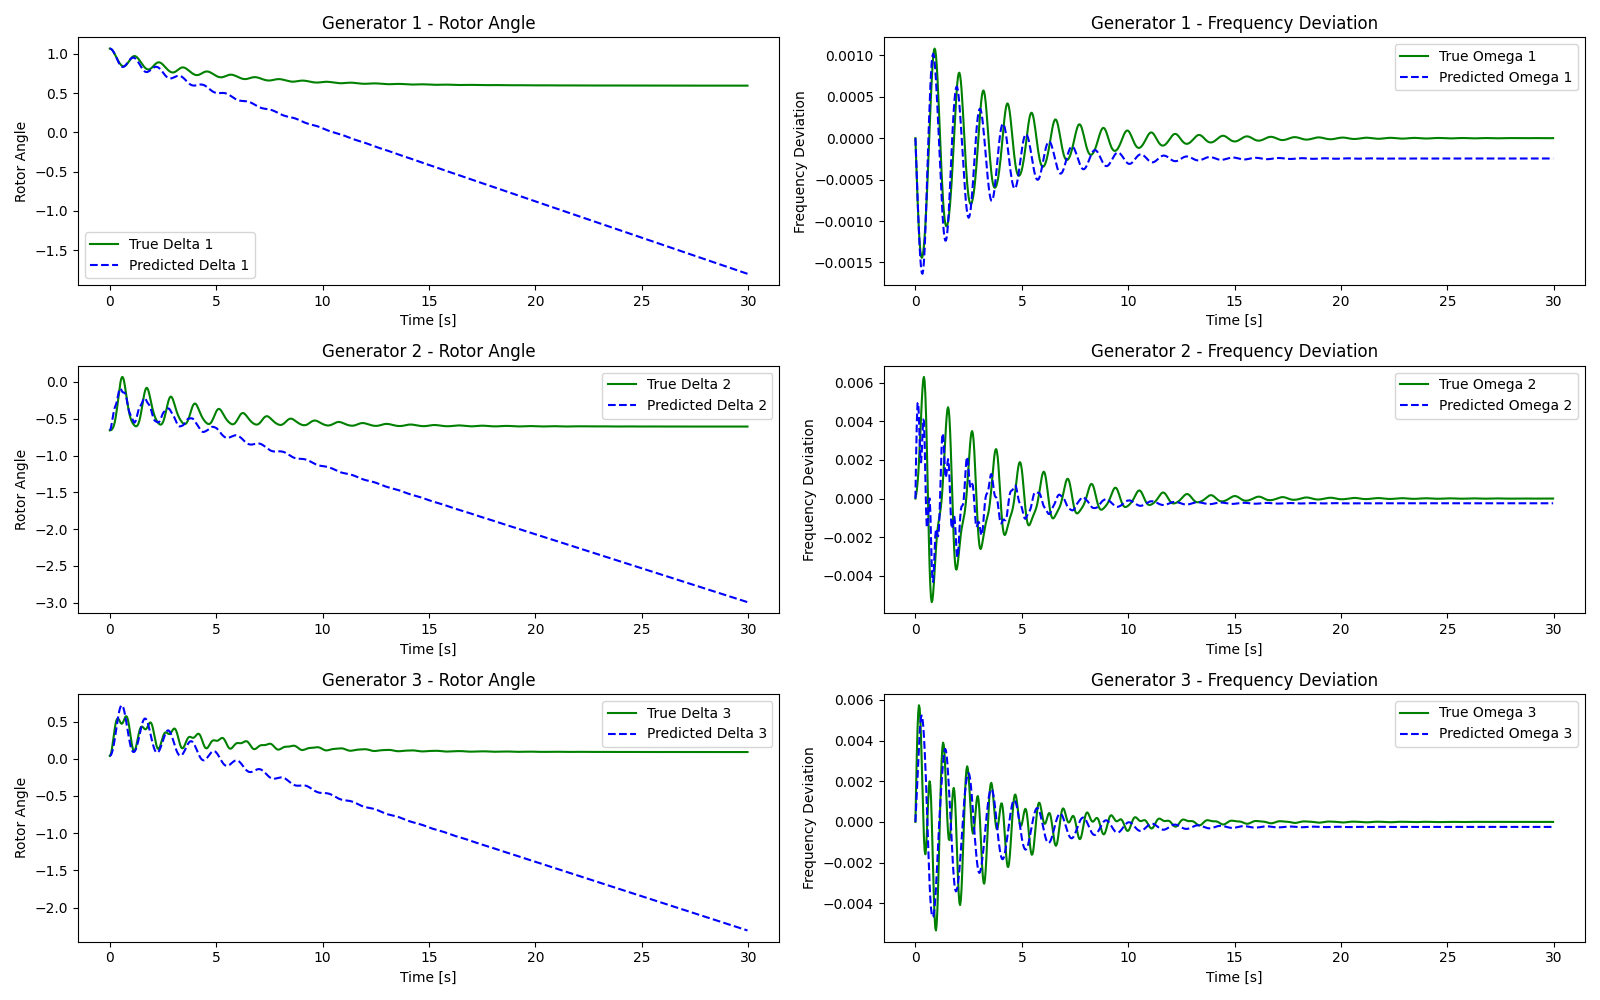 Generator 1 - Rotor Angle
Rotor Angle
1.0
0.5
0.0
−0.5
−1.0
−1.5
True Delta 1
Predicted Delta 1
0 5 10 15 20 25 30
Time [s]
Generator 1 - Frequency Deviation
Frequency Deviation
0.0010
0.0005
0.0000
−0.0005
−0.0010
−0.0015
True Omega 1
Predicted Omega 1
0 5 10 15 20 25 30
Time [s]
Generator 2 - Rotor Angle
Rotor Angle
0.0
−0.5
−1.0
−1.5
−2.0
−2.5
−3.0
True Delta 2
Predicted Delta 2
0 5 10 15 20 25 30
Time [s]
Generator 2 - Frequency Deviation
Frequency Deviation
0.006
0.004
0.002
0.000
−0.002
−0.004
True Omega 2
Predicted Omega 2
0 5 10 15 20 25 30
Time [s]
Generator 3 - Rotor Angle
Rotor Angle
0.5
0.0
−0.5
−1.0
−1.5
−2.0
True Delta 3
Predicted Delta 3
0 5 10 15 20 25 30
Time [s]
Generator 3 - Frequency Deviation
Frequency Deviation
0.006
0.004
0.002
0.000
−0.002
−0.004
True Omega 3
Predicted Omega 3
0 5 10 15 20 25 30
Time [s]